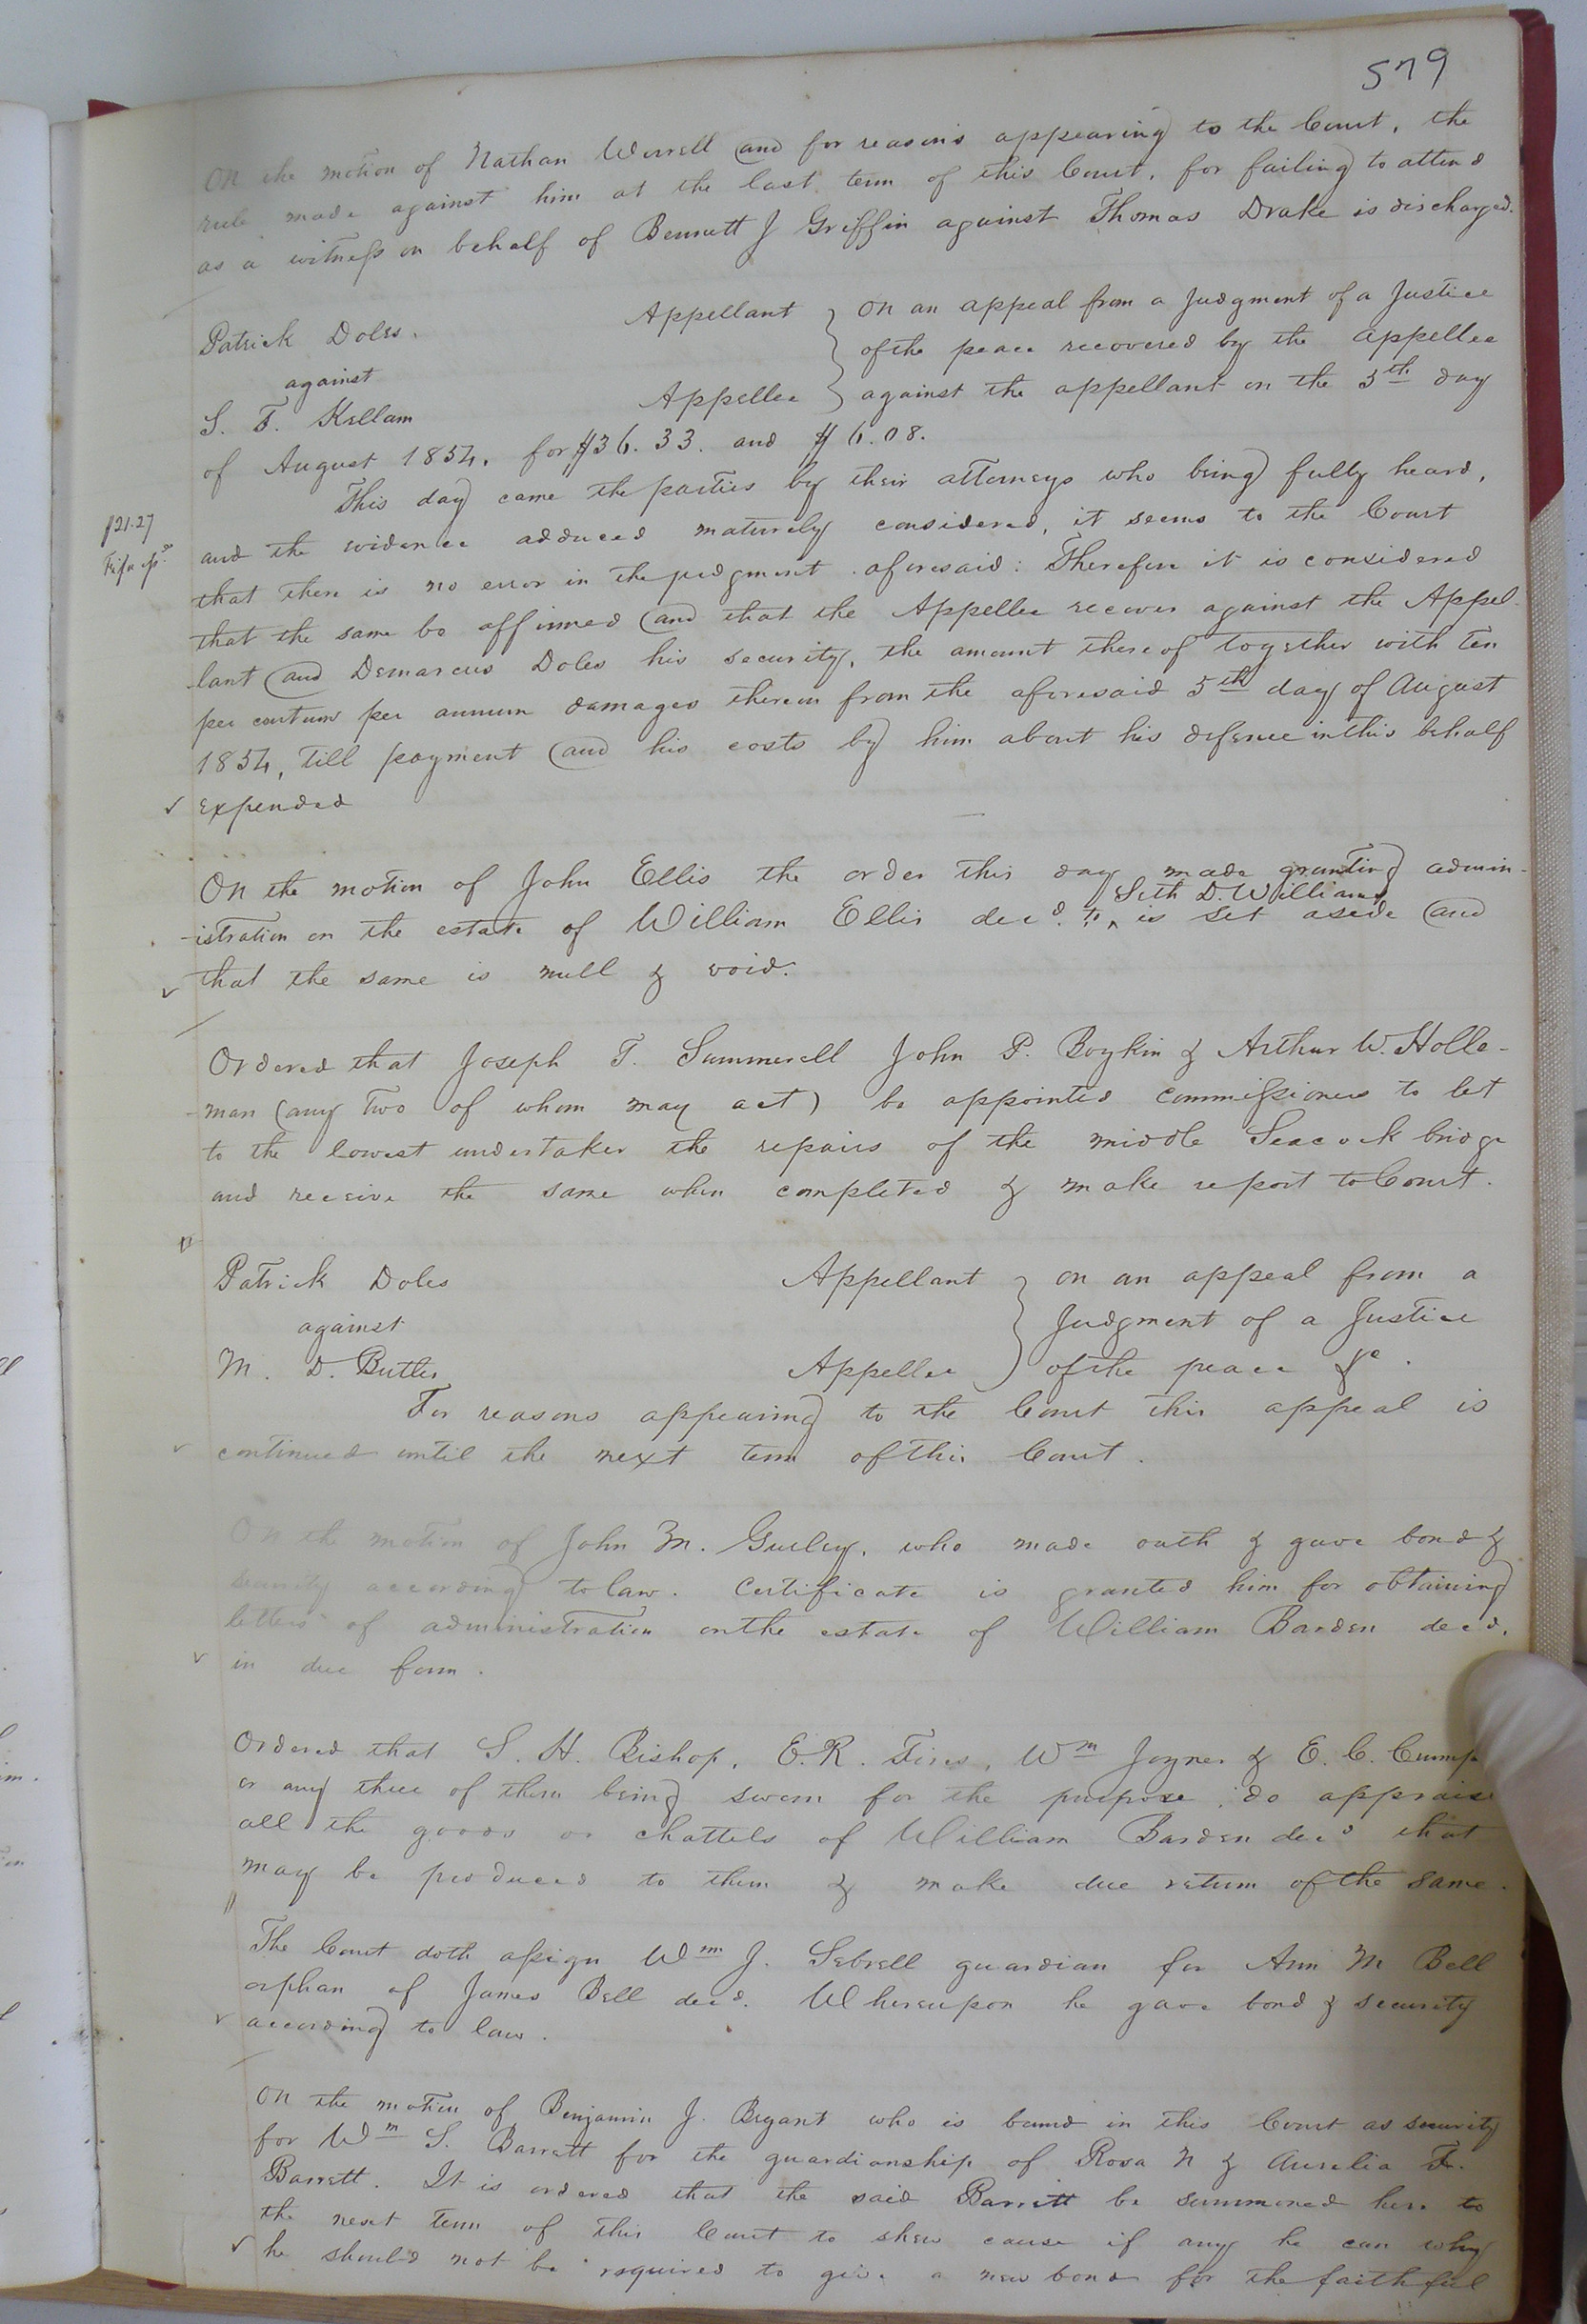 579
On the motion of Nathan Worrell and for reasons appearing to the Court, the
rule made against him at the last term of this Court, for failing to attend
as a witness on behalf of Bennett J Griffin against Thomas Drake is discharged.
Patrick Doles. Appellant } On an appeal from a Judgment of a Justice
against of the peace recovered by the appellee
S. F. Kellam Appellee } against the appellant on the 5th day
of August 1854, for $36.33. and $6.08.
This day came the parties by their attorneys who being fully heard,
$21.27
and the evidence adduced maturely considered, it seems to the Court
Fi fa
that there is no error in the judgment aforesaid: Therefore it is considered
that the same be affirmed and that the Appellee recover against the Appel-
lant and Demarcus Doles his security, the amount thereof together with ten
per centum per annum damages thereon from the aforesaid 5th day of August
1854, till payment and his costs by him about his defence in this behalf
expended
On the motion of John Ellis the order this day made granting admin-
Seth D. Williams
-istration on the estate of William Ellis decd. to ^ is set aside and
that the same is null & void.
Ordered that Joseph T. Summerell John P. Boykin & Arthur W. Holle-
-man (any two of whom may act) be appointed commissioners to let
to the lowest undertaker the repairs of the middle Seacock bridge
and receive the same when completed & make report to Court.
Patrick Doles Appellant } on an appeal from a
against Judgment of a Justice
M. D. Butler Appellee ) of the peace &c.
For reasons appearing to the Court this appeal is
continued until the next term of this Court.
On the motion of John M. Gurley, who made oath & gave bond &
security according to law. Certificate is granted him for obtaining
letters of administration on the estate of William Barden decd.
in due form.
Ordered that S. H. Bishop, E. R. Fires, Wm Joyner & E. C. Crump
or any three of them being sworn for the purpose, do appraise
all the goods or chattels of William Barden decd that
may be produced to them & make due return of the same.
The Court doth assign Wm J. Sebrell guardian for Ann M Bell
orphan of James Bell decd. Whereupon he gave bond & security
according to law.
On the motion of Benjamin J. Bryant who is bound in this Court as security
for Wm S. Barrett for the guardianship of Rosa N & Aurelia F.
Barrett. It is ordered that the said Barrett be summoned here to
the next term of this Court to shew cause if any he can why
he should not be required to give a new bond for the faithful